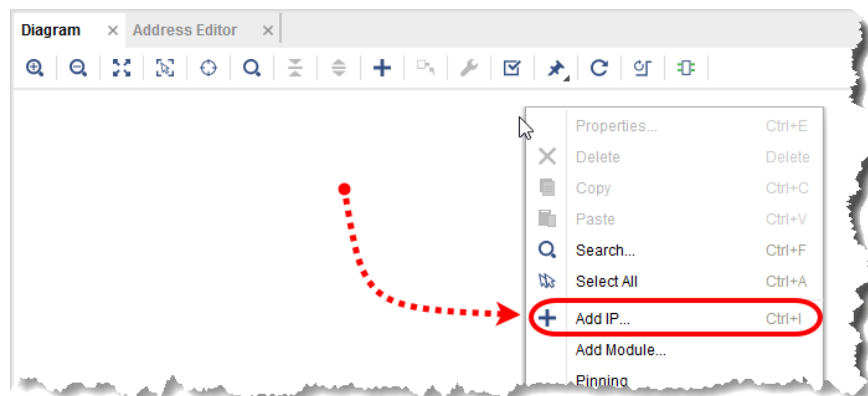 Diagram Address Editor
Properties... Ctrl+E
Delete Delete
Copy Ctrl+C
Paste Ctrl+V
Search... Ctrl+F
Select All Ctrl+A
Add IP... Ctrl+I
Add Module...
Pinning